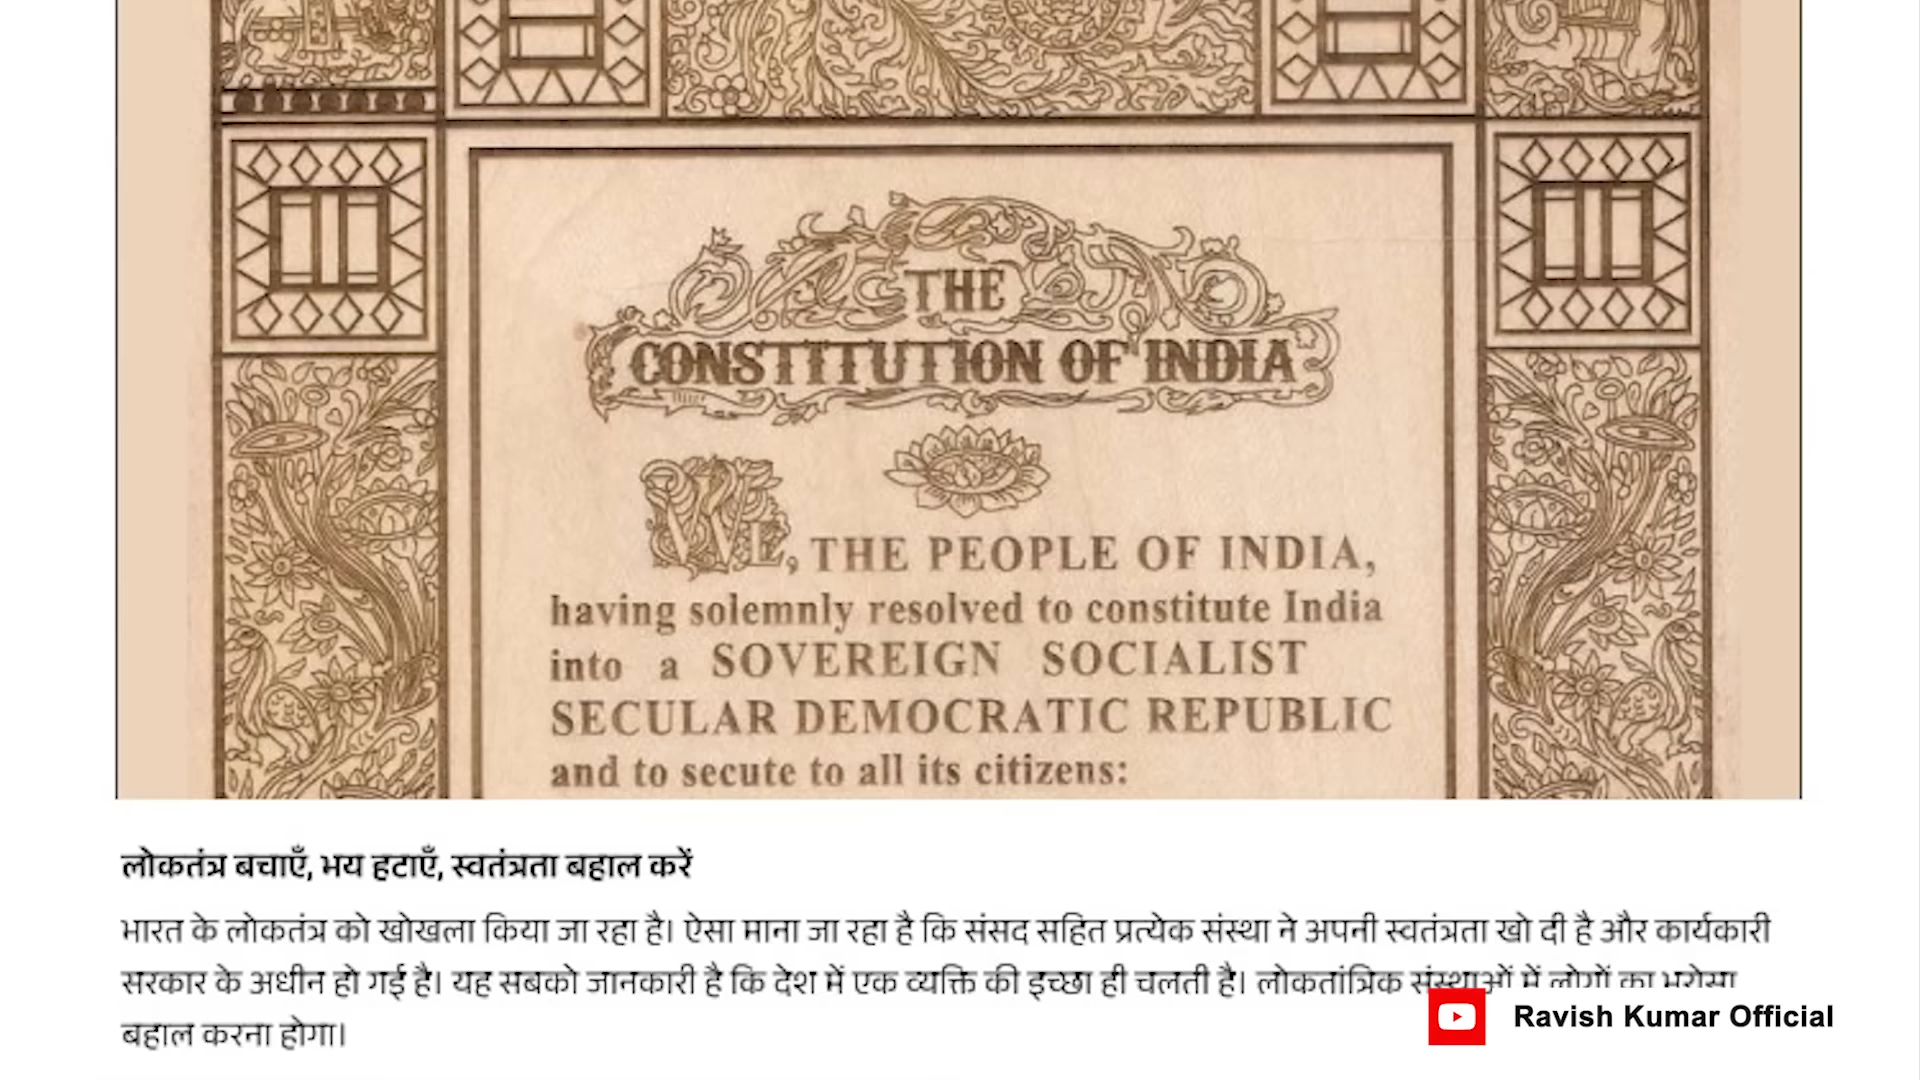 THE
CONSTITUTION OF INDIA
WE, THE PEOPLE OF INDIA,
having solemnly resolved to constitute India
into a SOVEREIGN SOCIALIST
SECULAR DEMOCRATIC REPUBLIC
and to secute to all its citizens:
लोकतंत्र बचाएँ, भय हटाएँ, स्वतंत्रता बहाल करें
भारत के लोकतंत्र को खोखला किया जा रहा है। ऐसा माना जा रहा है कि संसद सहित प्रत्येक संस्था ने अपनी स्वतंत्रता खो दी है और कार्यकारी
सरकार के अधीन हो गई है। यह सबको जानकारी है कि देश में एक व्यक्ति की इच्छा ही चलती है। लोकतांत्रिक संस्थाओं में लोगों का भरोसा
बहाल करना होगा।
Ravish Kumar Official